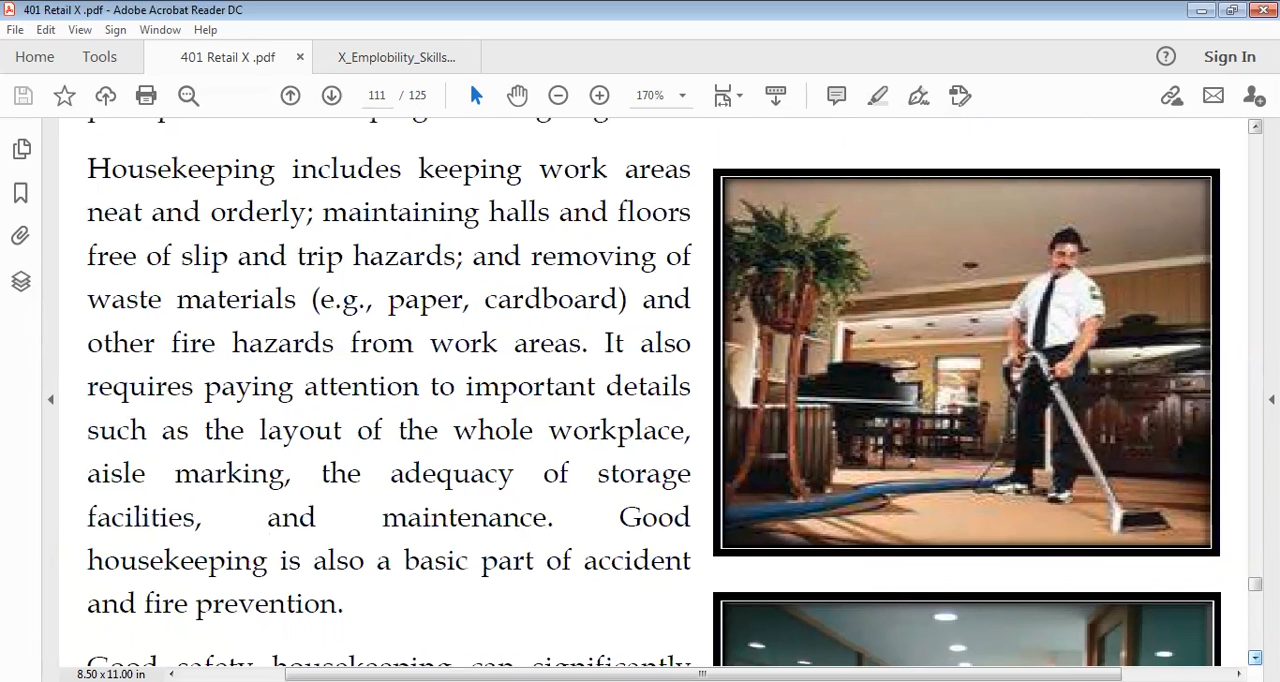 401 Retail X .pdf - Adobe Acrobat Reader DC
File Edit View Sign Window Help
Home Tools 401 Retail X .pdf × X_Emplobility_Skills... ? Sign In
111 / 125 170%
Housekeeping includes keeping work areas
neat and orderly; maintaining halls and floors
free of slip and trip hazards; and removing of
waste materials (e.g., paper, cardboard) and
other fire hazards from work areas. It also
requires paying attention to important details
such as the layout of the whole workplace,
aisle marking, the adequacy of storage
facilities, and maintenance. Good
housekeeping is also a basic part of accident
and fire prevention.
Good safety housekeeping can significantly
8.50 x 11.00 in